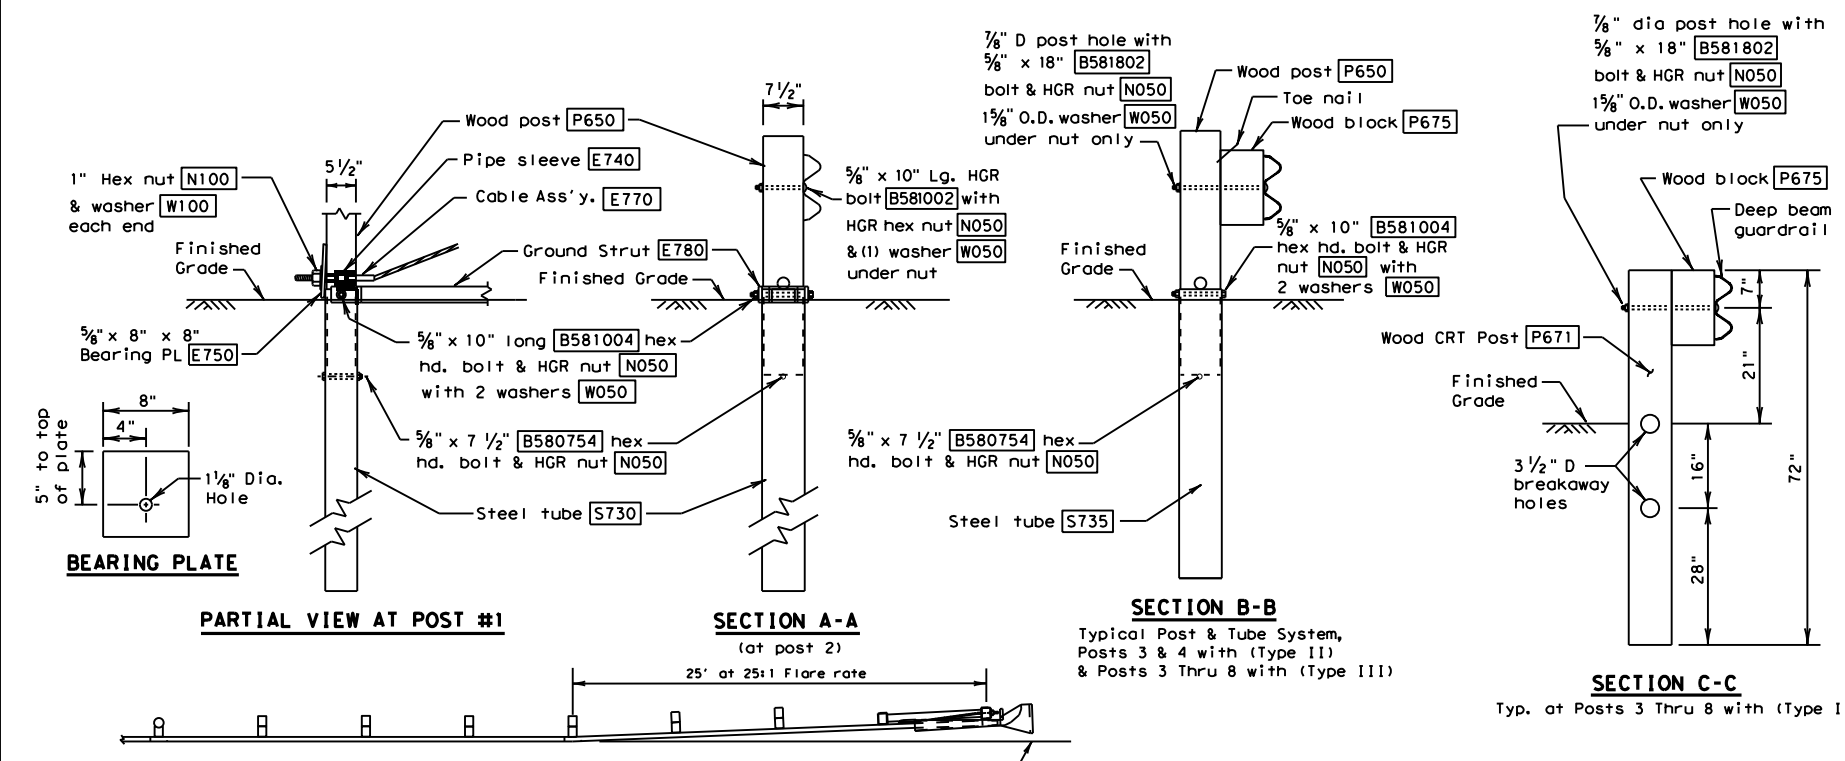 1" Hex nut N100
& washer W100
each end
Finished
Grade
5 1/2"
Wood post P650
Pipe sleeve E740
Cable Ass'y. E770
Ground Strut E780
Finished Grade
5/8" x 8" x 8"
Bearing PL E750
5/8" x 10" long B581004 hex
hd. bolt & HGR nut N050
with 2 washers W050
5/8" x 7 1/2" B580754 hex
hd. bolt & HGR nut N050
Steel tube S730
8"
4"
5" to top
of plate
1 1/8" Dia.
Hole
BEARING PLATE
PARTIAL VIEW AT POST #1
7 1/2"
5/8" x 10" Lg. HGR
bolt B581002 with
HGR hex nut N050
& (1) washer W050
under nut
SECTION A-A
(at post 2)
7/8" D post hole with
5/8" x 18" B581802
bolt & HGR nut N050
1 5/8" O.D. washer W050
under nut only
Wood post P650
Toe nail
Wood block P675
Finished
Grade
5/8" x 10" B581004
hex hd. bolt & HGR
nut N050 with
2 washers W050
5/8" x 7 1/2" B580754 hex
hd. bolt & HGR nut N050
Steel tube S735
SECTION B-B
Typical Post & Tube System,
Posts 3 & 4 with (Type II)
& Posts 3 Thru 8 with (Type III)
7/8" dia post hole with
5/8" x 18" B581802
bolt & HGR nut N050
1 5/8" O.D. washer W050
under nut only
Wood block P675
Deep beam
guardrail
Wood CRT Post P671
Finished
Grade
3 1/2" D
breakaway
holes
7"
21"
16"
28"
72"
SECTION C-C
Typ. at Posts 3 Thru 8 with (Type I
25' at 25:1 Flare rate